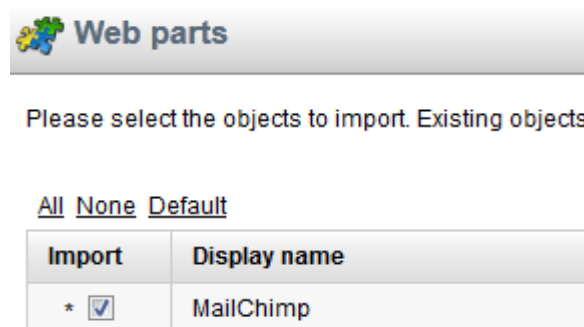 Web parts
Please select the objects to import. Existing objects
All None Default
Import Display name
* MailChimp